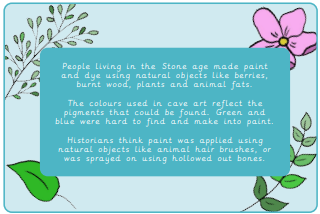 People living in the Stone age made paint
and dye using natural objects like berries,
burnt wood, plants and animal fats.
The colours used in cave art reflect the
pigments that could be found. Green and
blue were hard to find and make into paint.
Historians think paint was applied using
natural objects like animal hair brushes, or
was sprayed on using hollowed out bones.